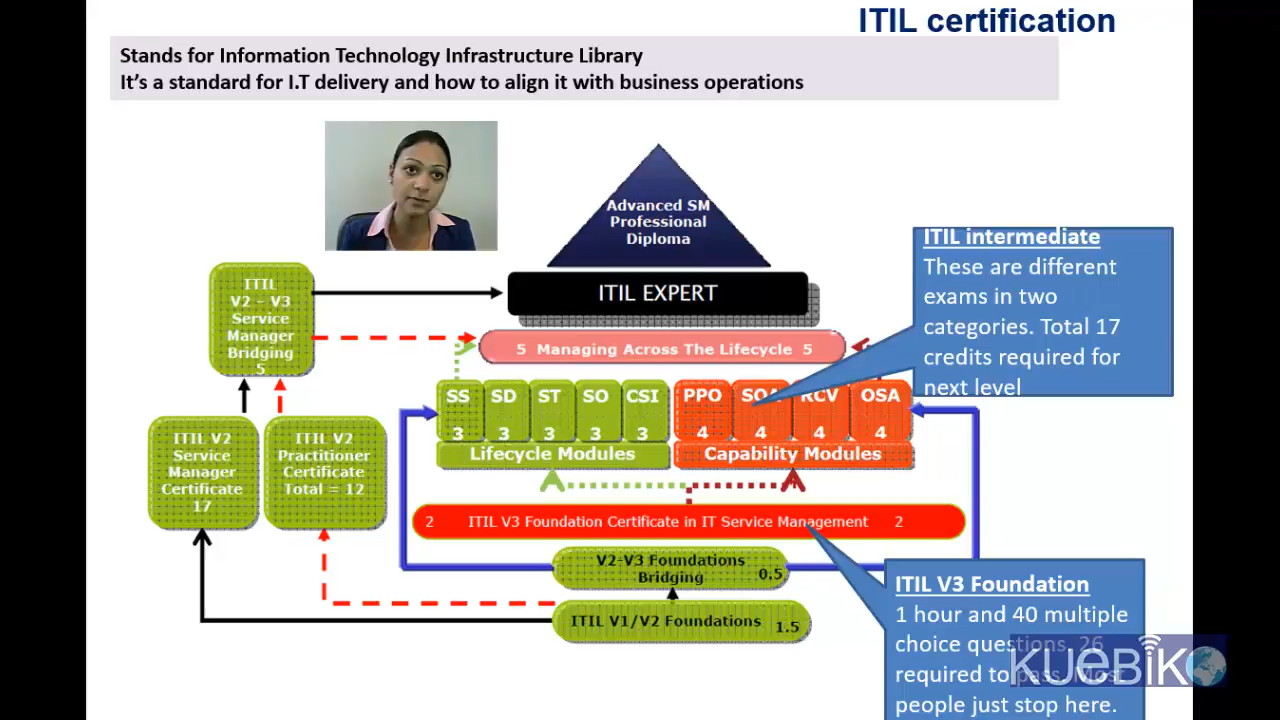 ITIL certification
Stands for Information Technology Infrastructure Library
It's a standard for I.T delivery and how to align it with business operations
Advanced SM
Professional
Diploma
ITIL EXPERT
5 Managing Across The Lifecycle 5
ITIL
V2 – V3
Service
Manager
Bridging
5
ITIL intermediate
These are different
exams in two
categories. Total 17
credits required for
next level
SS SD ST SO CSI PPO SOA RCV OSA
3 3 3 3 3 4 4 4 4
Lifecycle Modules Capability Modules
ITIL V2
Service
Manager
Certificate
17
ITIL V2
Practitioner
Certificate
Total = 12
2 ITIL V3 Foundation Certificate in IT Service Management 2
V2-V3 Foundations
Bridging 0.5
ITIL V1/V2 Foundations 1.5
ITIL V3 Foundation
1 hour and 40 multiple
choice questions. 26
required to pass. Most
people just stop here.
KUEBIK